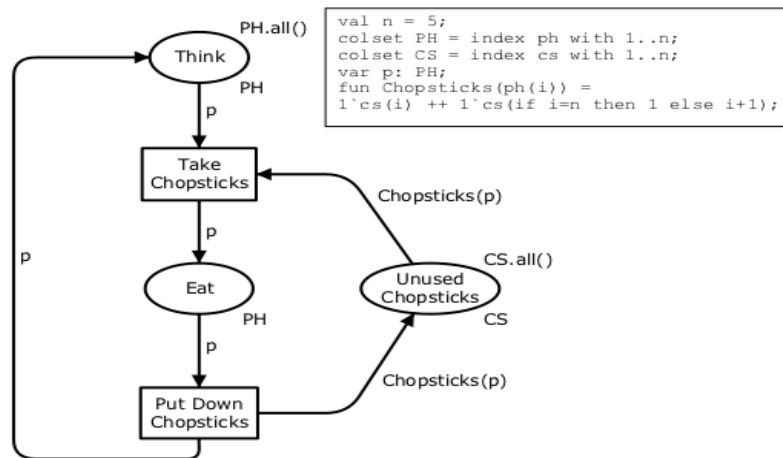 PH.all()
Think
PH
p
Take
Chopsticks
p
p
Eat
PH
p
Put Down
Chopsticks
Chopsticks(p)
CS.all()
Unused
Chopsticks
CS
Chopsticks(p)
val n = 5;
colset PH = index ph with 1..n;
colset CS = index cs with 1..n;
var p: PH;
fun Chopsticks(ph(i)) =
1`cs(i) ++ 1`cs(if i=n then 1 else i+1);